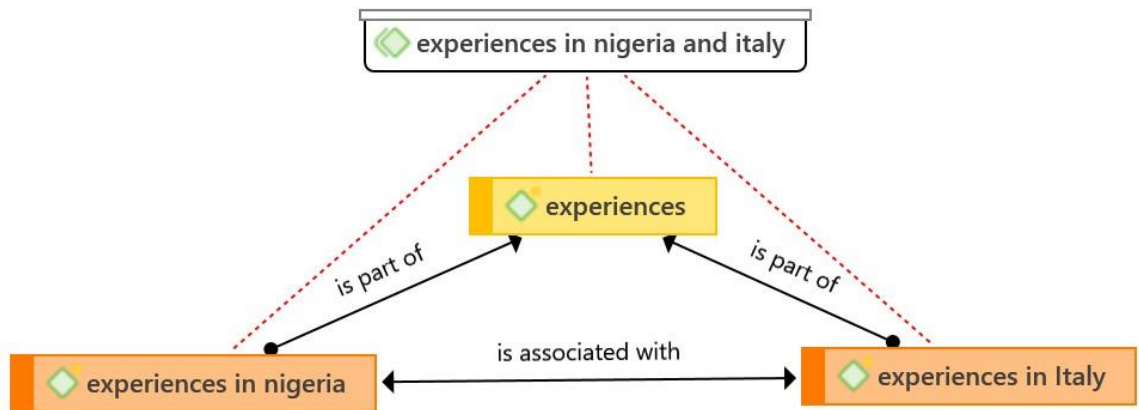 experiences in nigeria and italy
experiences
is part of
is part of
is associated with
experiences in nigeria
experiences in Italy